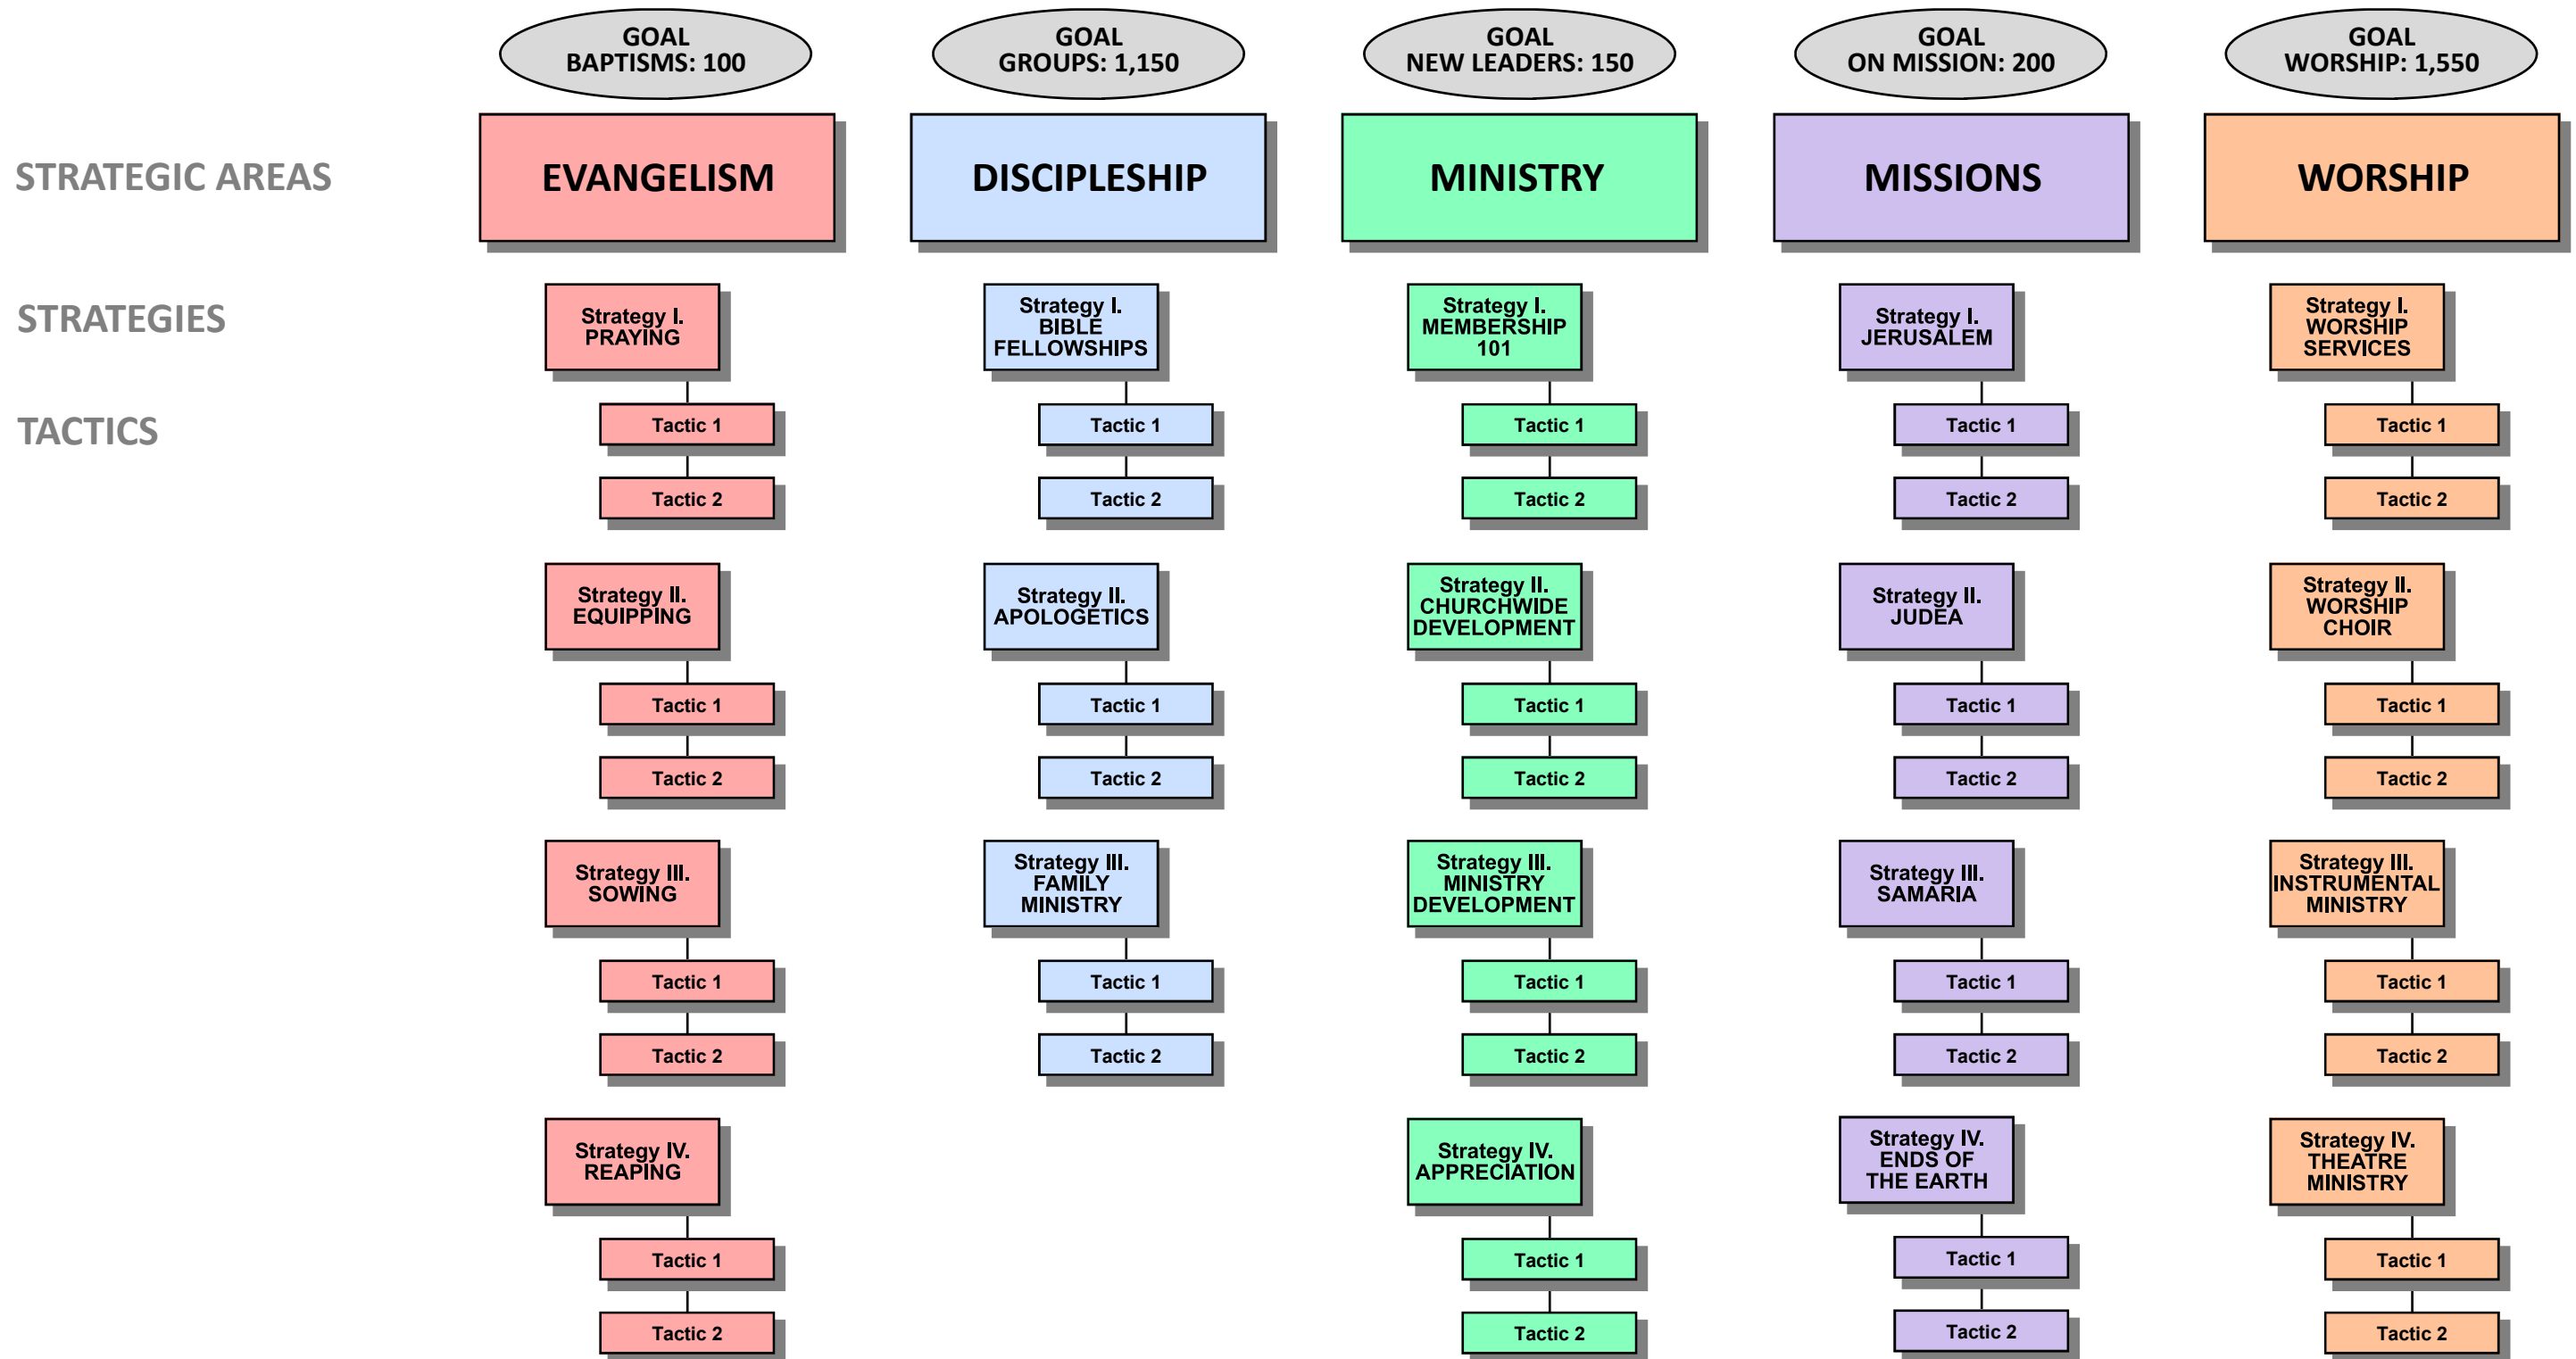 GOAL
BAPTISMS: 100
GOAL
GROUPS: 1,150
GOAL
NEW LEADERS: 150
GOAL
ON MISSION: 200
GOAL
WORSHIP: 1,550
STRATEGIC AREAS
EVANGELISM
DISCIPLESHIP
MINISTRY
MISSIONS
WORSHIP
STRATEGIES
Strategy I.
PRAYING
Strategy I.
BIBLE
FELLOWSHIPS
Strategy I.
MEMBERSHIP
101
Strategy I.
JERUSALEM
Strategy I.
WORSHIP
SERVICES
TACTICS
Tactic 1
Tactic 1
Tactic 1
Tactic 1
Tactic 1
Tactic 2
Tactic 2
Tactic 2
Tactic 2
Tactic 2
Strategy II.
EQUIPPING
Strategy II.
APOLOGETICS
Strategy II.
CHURCHWIDE
DEVELOPMENT
Strategy II.
JUDEA
Strategy II.
WORSHIP
CHOIR
Tactic 1
Tactic 1
Tactic 1
Tactic 1
Tactic 1
Tactic 2
Tactic 2
Tactic 2
Tactic 2
Tactic 2
Strategy III.
SOWING
Strategy III.
FAMILY
MINISTRY
Strategy III.
MINISTRY
DEVELOPMENT
Strategy III.
SAMARIA
Strategy III.
INSTRUMENTAL
MINISTRY
Tactic 1
Tactic 1
Tactic 1
Tactic 1
Tactic 1
Tactic 2
Tactic 2
Tactic 2
Tactic 2
Tactic 2
Strategy IV.
REAPING
Strategy IV.
APPRECIATION
Strategy IV.
ENDS OF
THE EARTH
Strategy IV.
THEATRE
MINISTRY
Tactic 1
Tactic 1
Tactic 1
Tactic 1
Tactic 2
Tactic 2
Tactic 2
Tactic 2